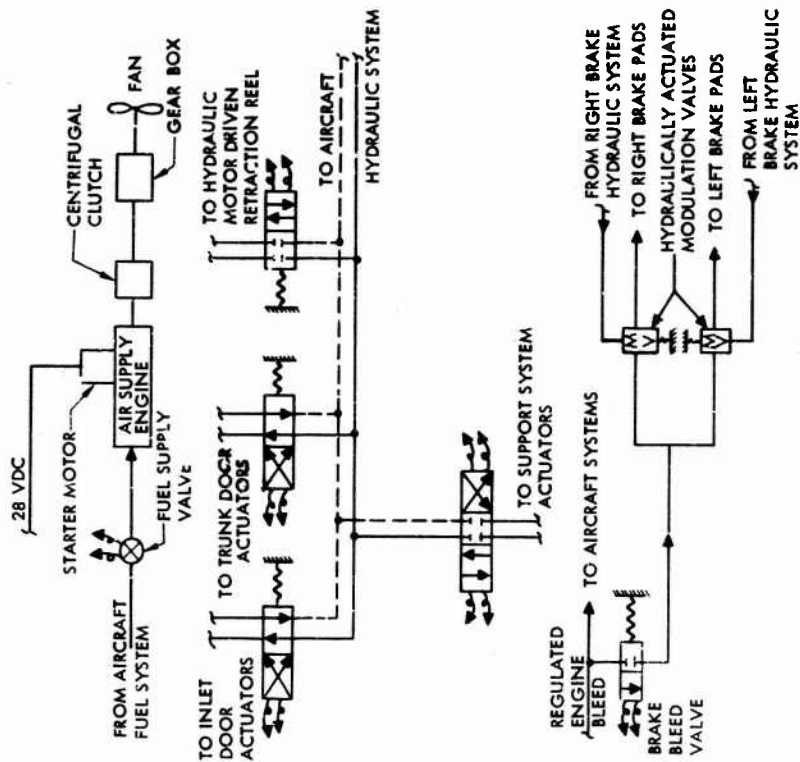 28 VDC
STARTER MOTOR
FUEL SUPPLY
VALVE
FROM AIRCRAFT
FUEL SYSTEM
AIR SUPPLY
ENGINE
CENTRIFUGAL
CLUTCH
FAN
GEAR BOX
TO INLET
DOOR
ACTUATORS
TO TRUNK DOOR
ACTUATORS
TO HYDRAULIC
MOTOR DRIVEN
RETRACTION REEL
TO AIRCRAFT
HYDRAULIC SYSTEM
TO SUPPORT SYSTEM
ACTUATORS
REGULATED
ENGINE
BLEED
TO AIRCRAFT SYSTEMS
BRAKE
BLEED
VALVE
FROM RIGHT BRAKE
HYDRAULIC SYSTEM
TO RIGHT BRAKE PADS
HYDRAULICALLY ACTUATED
MODULATION VALVES
TO LEFT BRAKE PADS
FROM LEFT
BRAKE HYDRAULIC
SYSTEM
M
V
M
V